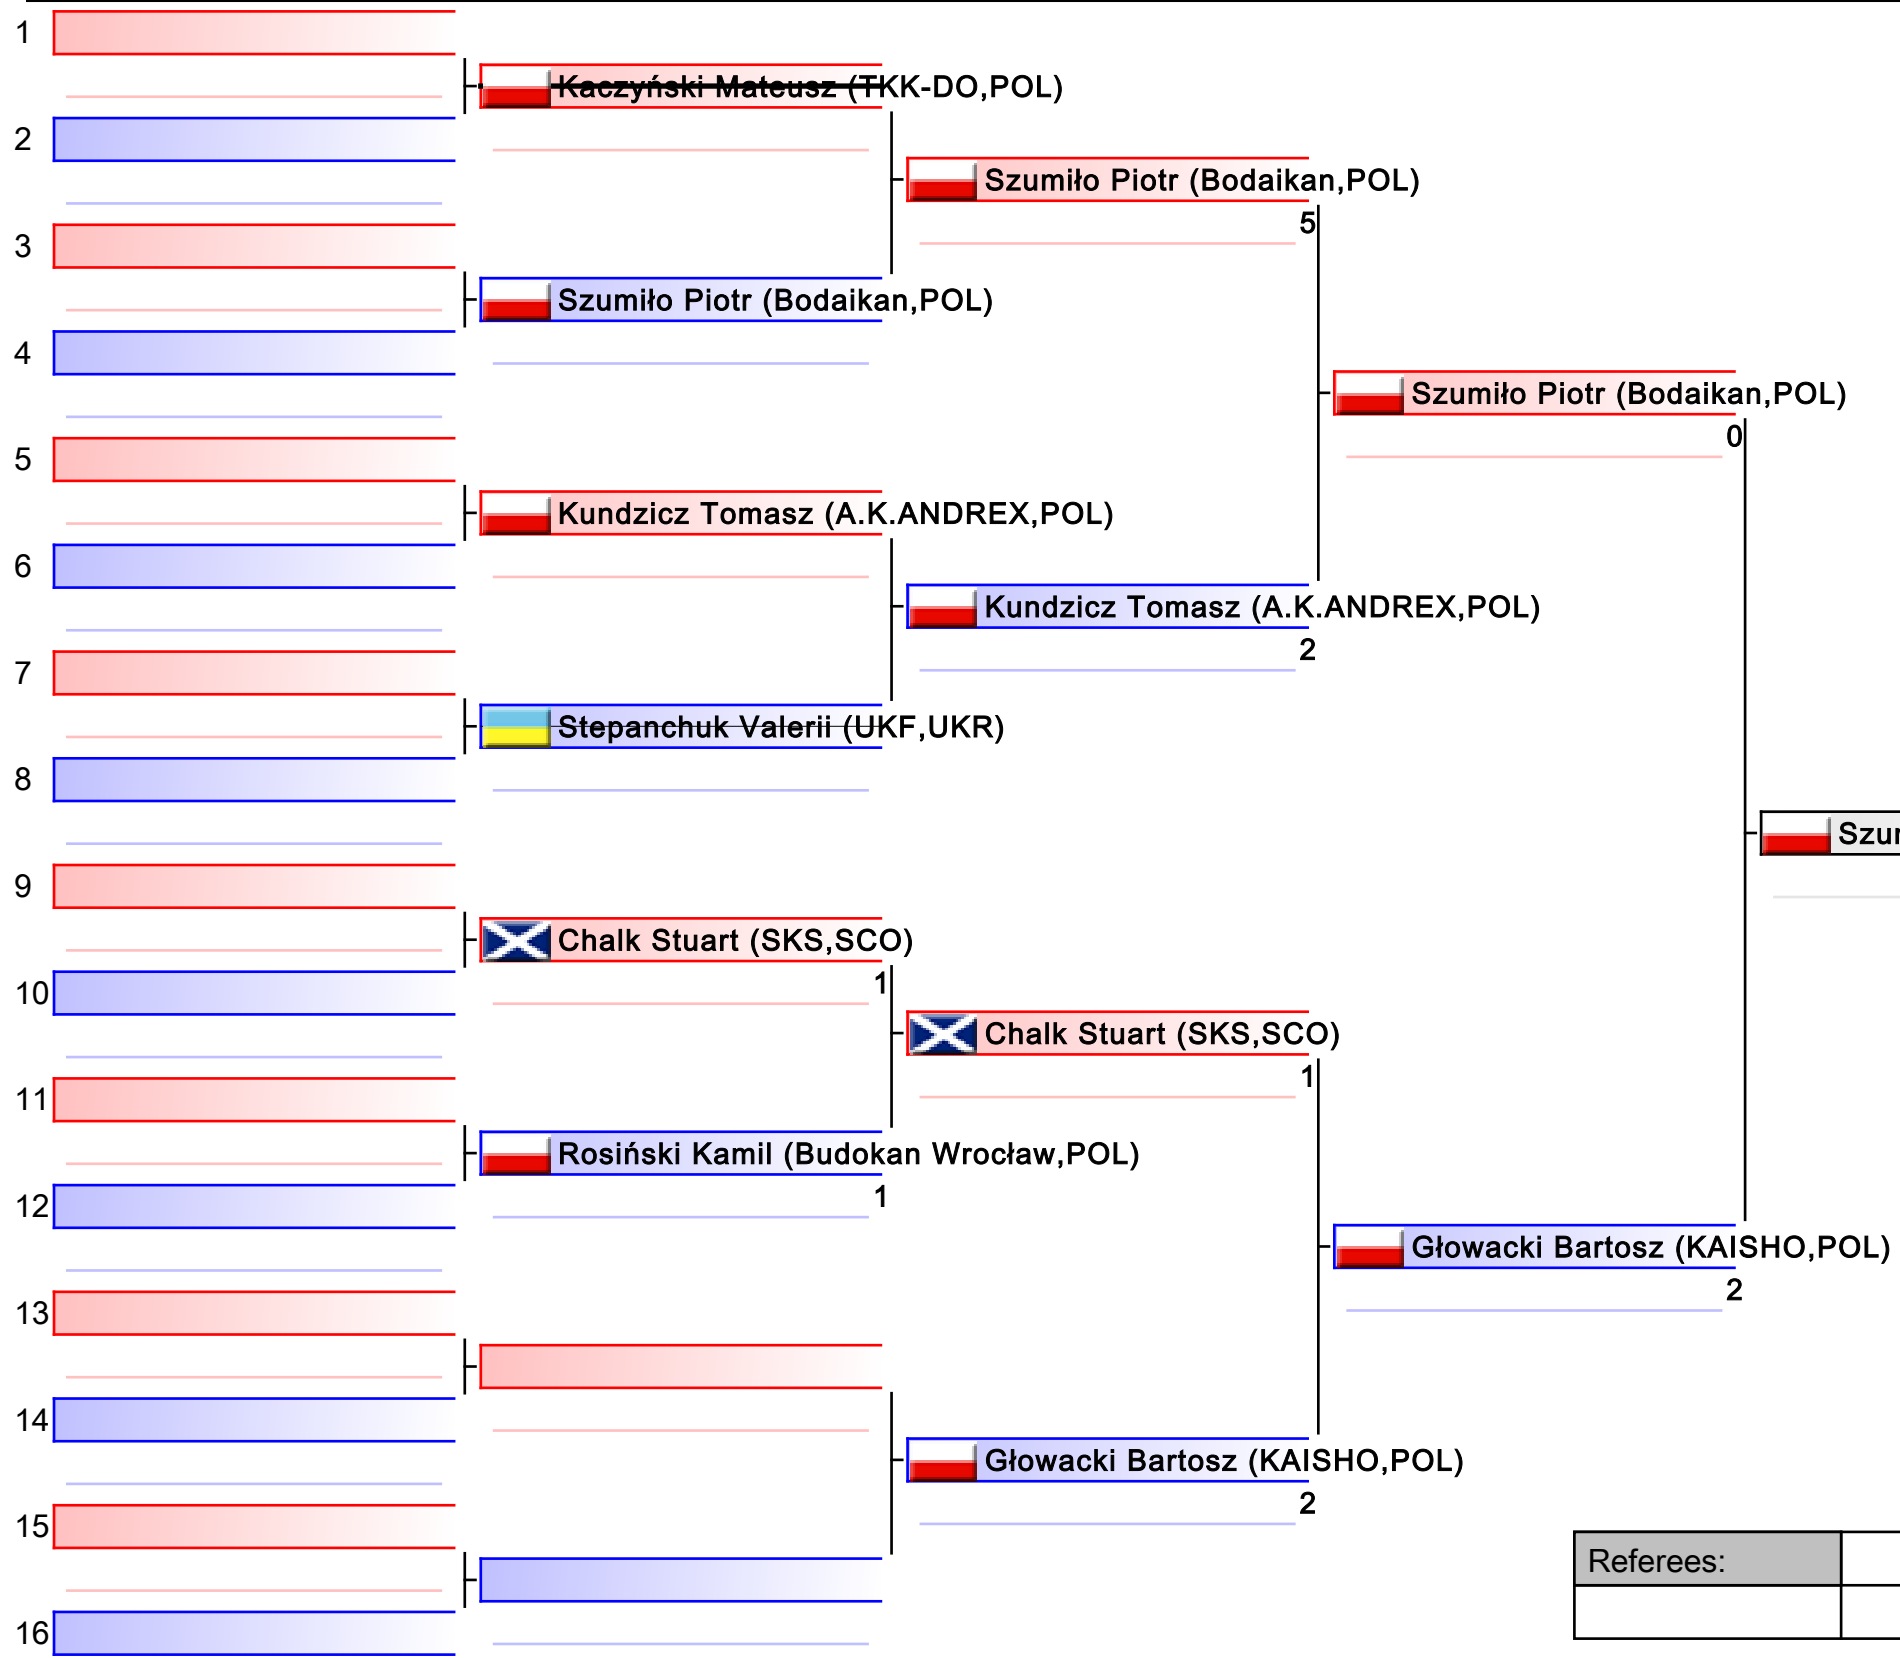 1
Kaczyński Mateusz (TKK-DO,POL)
2
Szumiło Piotr (Bodaikan,POL)
5
3
Szumiło Piotr (Bodaikan,POL)
4
Szumiło Piotr (Bodaikan,POL)
0
5
Kundzicz Tomasz (A.K.ANDREX,POL)
6
Kundzicz Tomasz (A.K.ANDREX,POL)
2
7
Stepanchuk Valerii (UKF,UKR)
8
9
Chalk Stuart (SKS,SCO)
1
10
Chalk Stuart (SKS,SCO)
1
11
Rosiński Kamil (Budokan Wrocław,POL)
1
12
Głowacki Bartosz (KAISHO,POL)
2
13
14
Głowacki Bartosz (KAISHO,POL)
2
15
Referees:
16